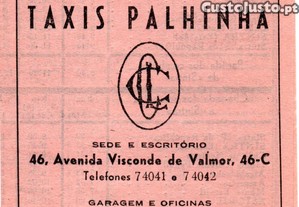 CustoJusto.pt
TAXIS PALHINHA
SEDE E ESCRITÓRIO
46, Avenida Visconde de Valmor, 46-C
Telefones 74041 e 74042
GARAGEM E OFICINAS